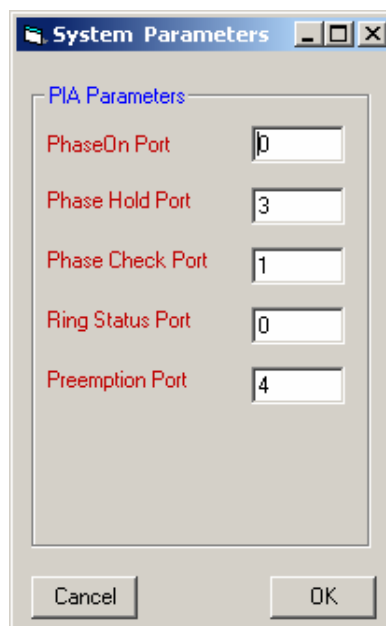 System Parameters
PIA Parameters
PhaseOn Port 0
Phase Hold Port 3
Phase Check Port 1
Ring Status Port 0
Preemption Port 4
Cancel OK